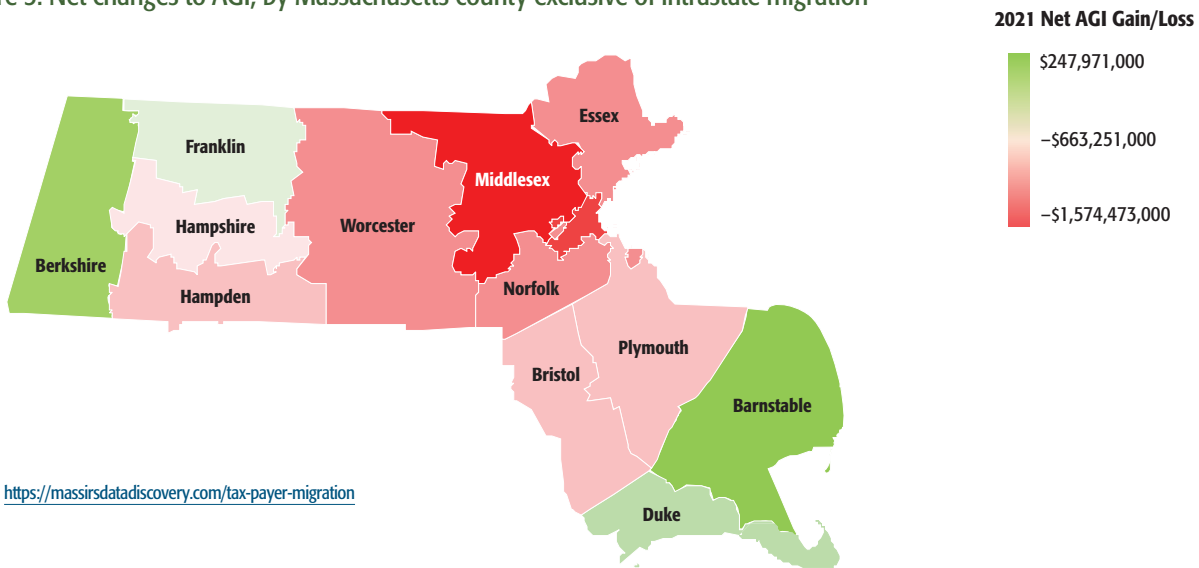 2021 Net AGI Gain/Loss
$247,971,000
–$663,251,000
–$1,574,473,000
Essex
Franklin
Middlesex
Hampshire
Worcester
Berkshire
Norfolk
Hampden
Plymouth
Bristol
Barnstable
https://massirsdatadiscovery.com/tax-payer-migration
Duke